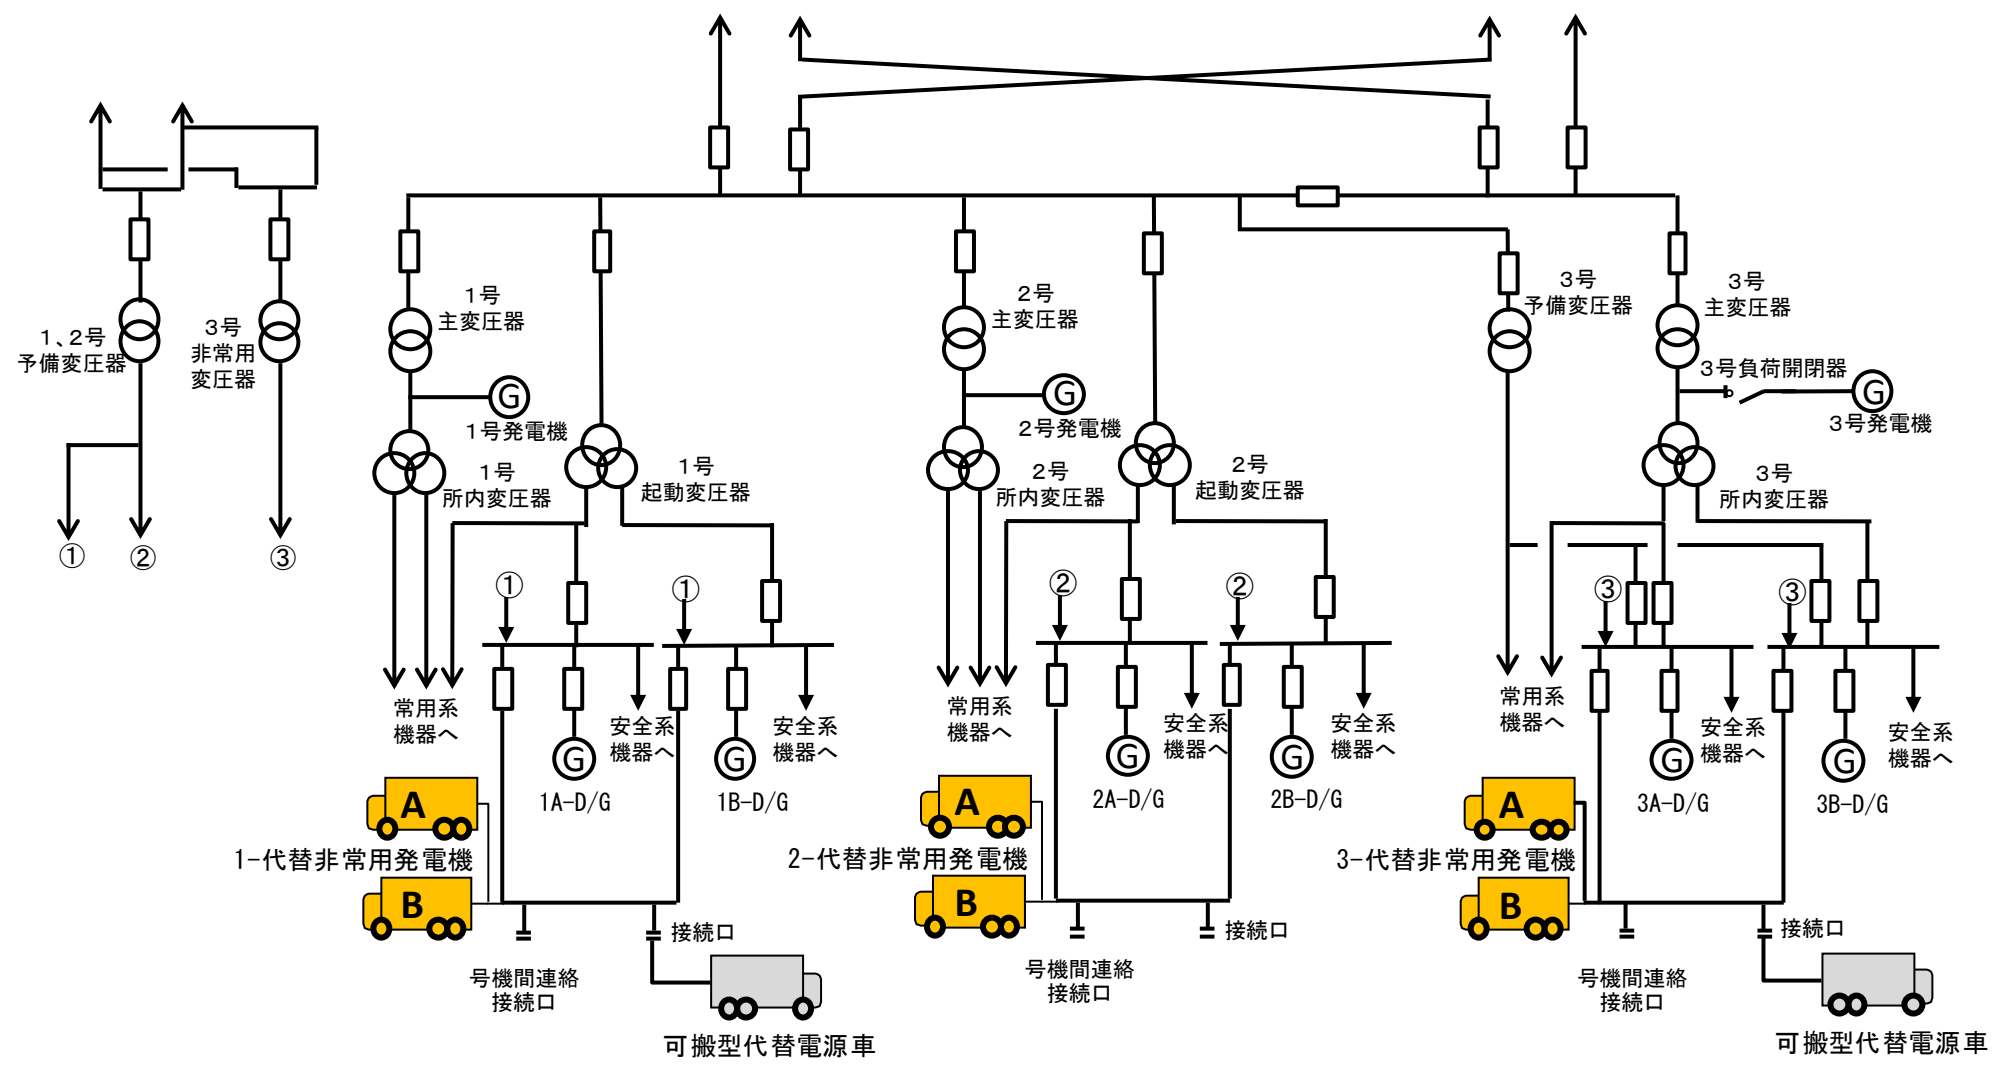 1、2号
予備変圧器
3号
非常用
変圧器
①
②
③
1号
主変圧器
G
1号発電機
1号
所内変圧器
1号
起動変圧器
2号
主変圧器
G
2号発電機
2号
所内変圧器
2号
起動変圧器
3号
予備変圧器
3号
主変圧器
3号負荷開閉器
G
3号発電機
3号
所内変圧器
①
①
常用系
機器へ
安全系
機器へ
安全系
機器へ
G
1A-D/G
G
1B-D/G
A
1-代替非常用発電機
B
接続口
号機間連絡
接続口
可搬型代替電源車
②
②
常用系
機器へ
安全系
機器へ
安全系
機器へ
G
2A-D/G
G
2B-D/G
A
2-代替非常用発電機
B
接続口
号機間連絡
接続口
③
③
常用系
機器へ
安全系
機器へ
安全系
機器へ
G
3A-D/G
G
3B-D/G
A
3-代替非常用発電機
B
接続口
号機間連絡
接続口
可搬型代替電源車